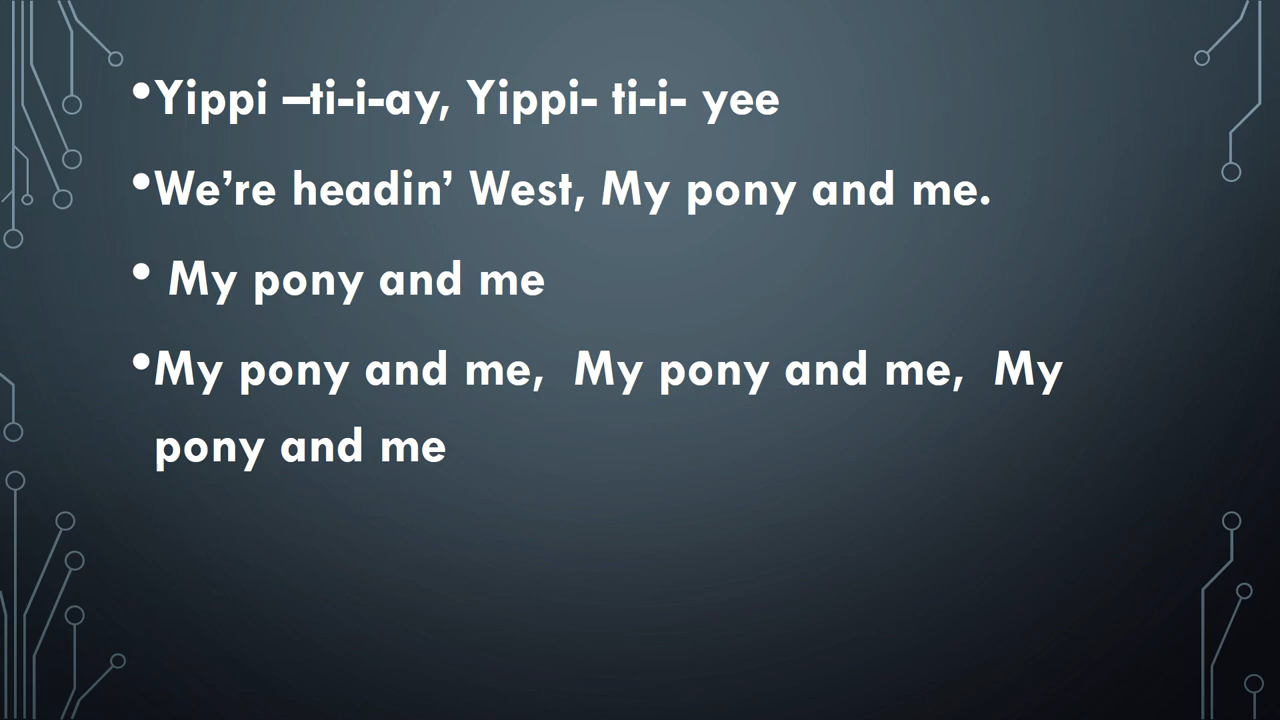 •Yippi –ti-i-ay, Yippi- ti-i- yee
•We’re headin’ West, My pony and me.
• My pony and me
•My pony and me,  My pony and me,  My
pony and me